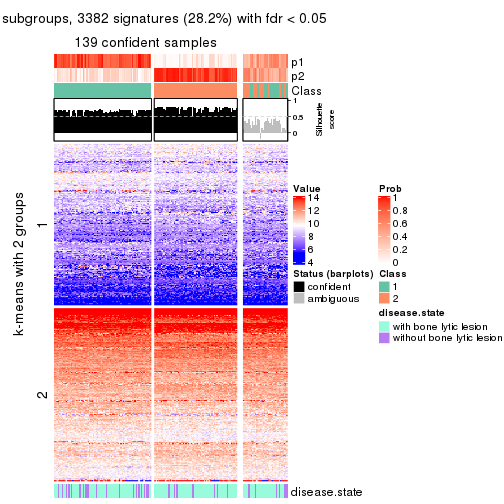 subgroups, 3382 signatures (28.2%) with fdr < 0.05
139 confident samples
p1
p2
Class
1
0.5
0
Silhouette
score
k-means with 2 groups
1
2
Value
14
12
10
8
6
4
Prob
1
0.8
0.6
0.4
0.2
0
Status (barplots)
confident
ambiguous
Class
1
2
disease.state
with bone lytic lesion
without bone lytic lesion
disease.state